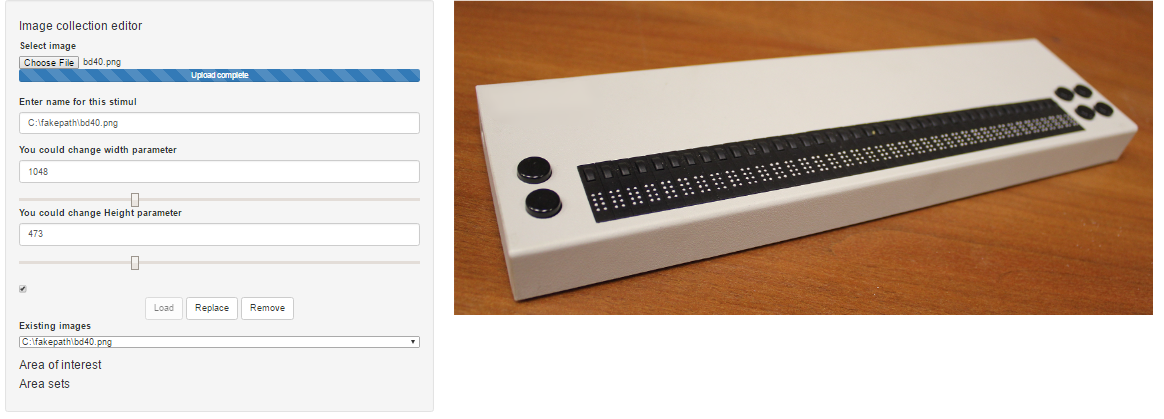 Image collection editor
Select image
Choose File bd40.png
Upload complete
Enter name for this stimul
C:\fakepath\bd40.png
You could change width parameter
1048
You could change Height parameter
473
Load Replace Remove
Existing images
C:\fakepath\bd40.png
Area of interest
Area sets